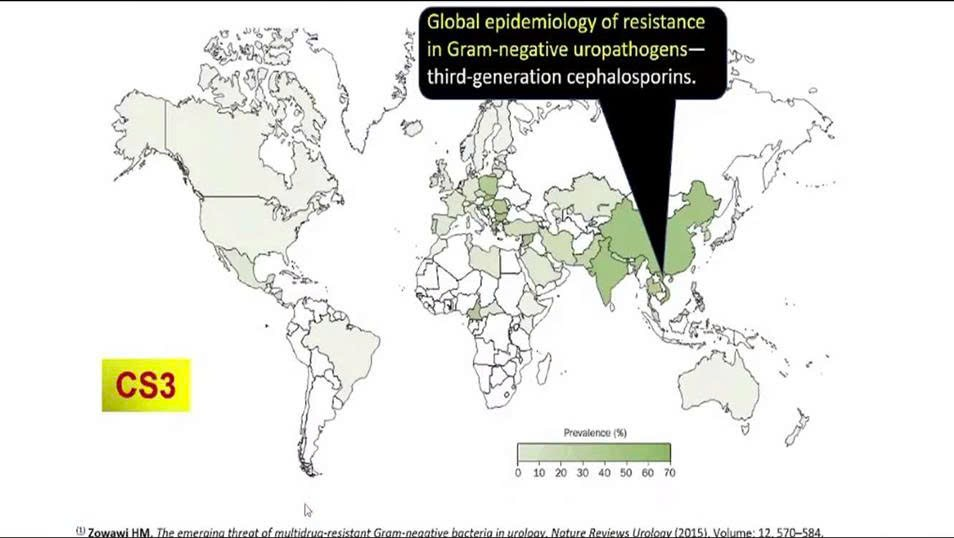 Global epidemiology of resistance
in Gram-negative uropathogens—
third-generation cephalosporins.
CS3
Prevalence (%)
0 10 20 30 40 50 60 70
(1) Zowawi HM. The emerging threat of multidrug-resistant Gram-negative bacteria in urology. Nature Reviews Urology (2015). Volume: 12, 570–584.